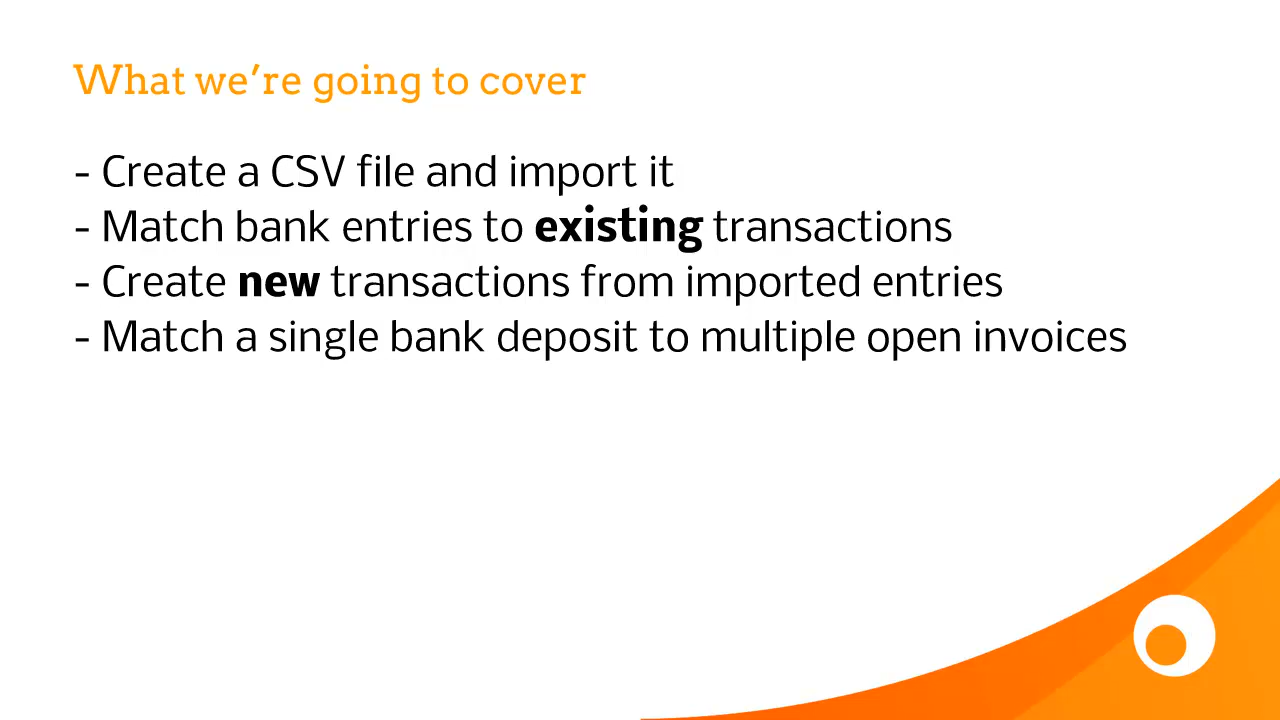 What we’re going to cover
- Create a CSV file and import it
- Match bank entries to existing transactions
- Create new transactions from imported entries
- Match a single bank deposit to multiple open invoices